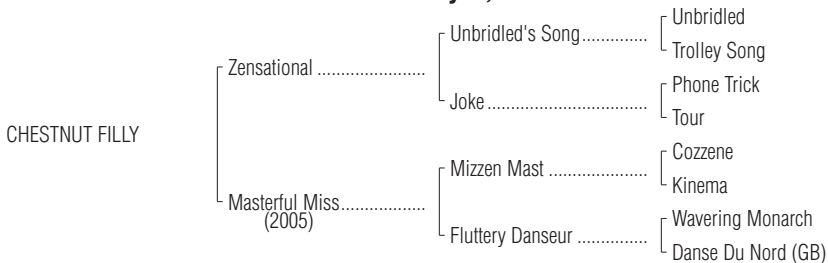 Unbridled
Unbridled's Song..............
Trolley Song
Zensational .......................
Phone Trick
Joke..................................
Tour
CHESTNUT FILLY
Cozzene
Mizzen Mast ......................
Kinema
Masterful Miss..................
(2005)
Wavering Monarch
Fluttery Danseur ...............
Danse Du Nord (GB)